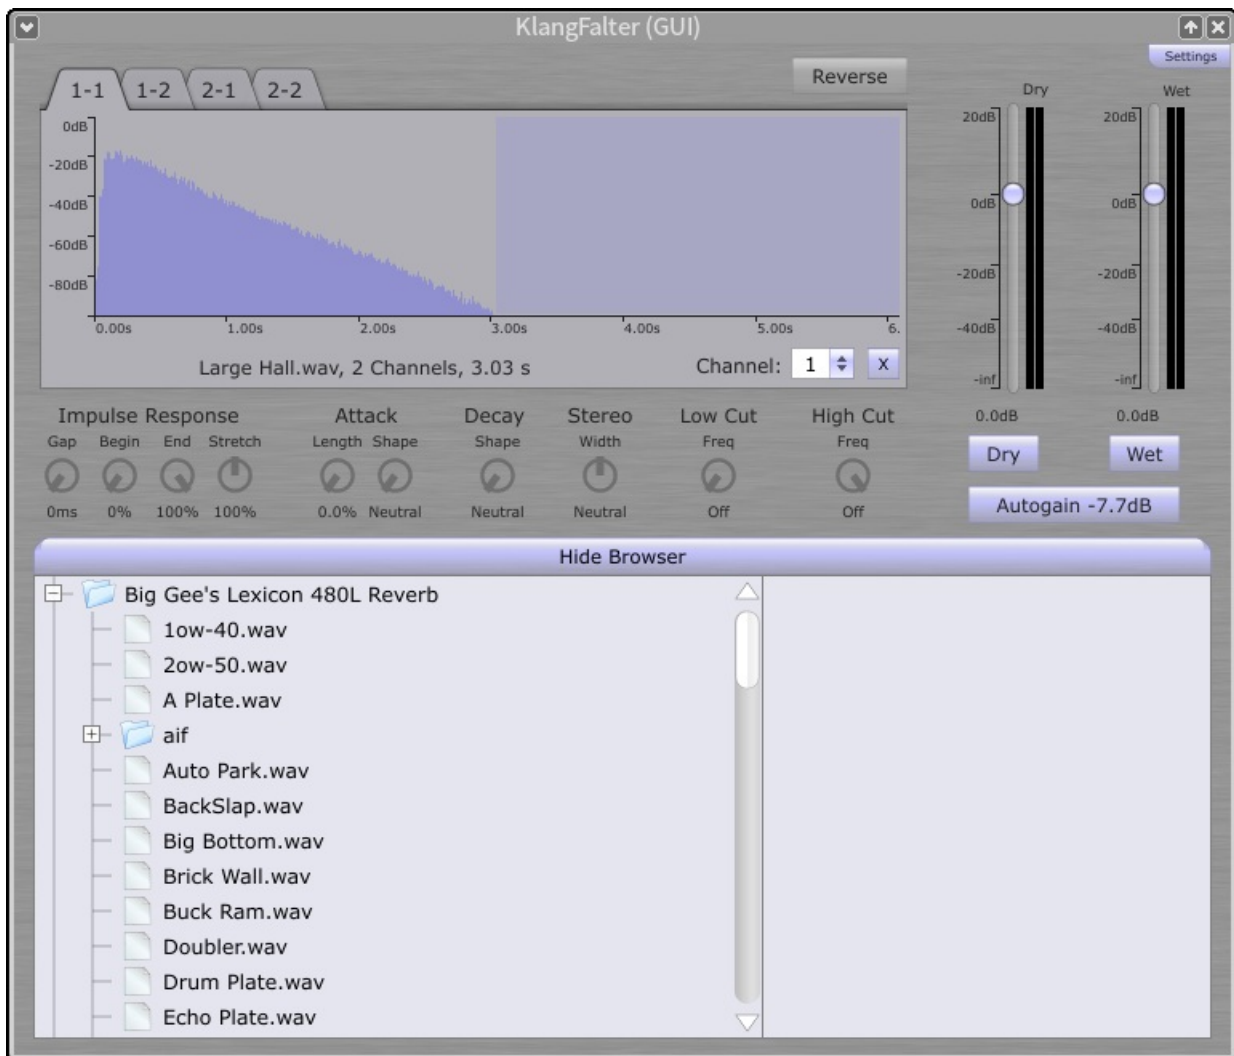 KlangFalter (GUI)
Settings
1-1 1-2 2-1 2-2
Reverse
0dB
-20dB
-40dB
-60dB
-80dB
0.00s 1.00s 2.00s 3.00s 4.00s 5.00s 6.
Large Hall.wav, 2 Channels, 3.03 s
Channel: 1 X
Dry
20dB
0dB
-20dB
-40dB
-inf
0.0dB
Dry
Wet
20dB
0dB
-20dB
-40dB
-inf
0.0dB
Wet
Autogain -7.7dB
Impulse Response Attack Decay Stereo Low Cut High Cut
Gap Begin End Stretch Length Shape Shape Width Freq Freq
0ms 0% 100% 100% 0.0% Neutral Neutral Neutral Off Off
Hide Browser
Big Gee's Lexicon 480L Reverb
1ow-40.wav
2ow-50.wav
A Plate.wav
aif
Auto Park.wav
BackSlap.wav
Big Bottom.wav
Brick Wall.wav
Buck Ram.wav
Doubler.wav
Drum Plate.wav
Echo Plate.wav